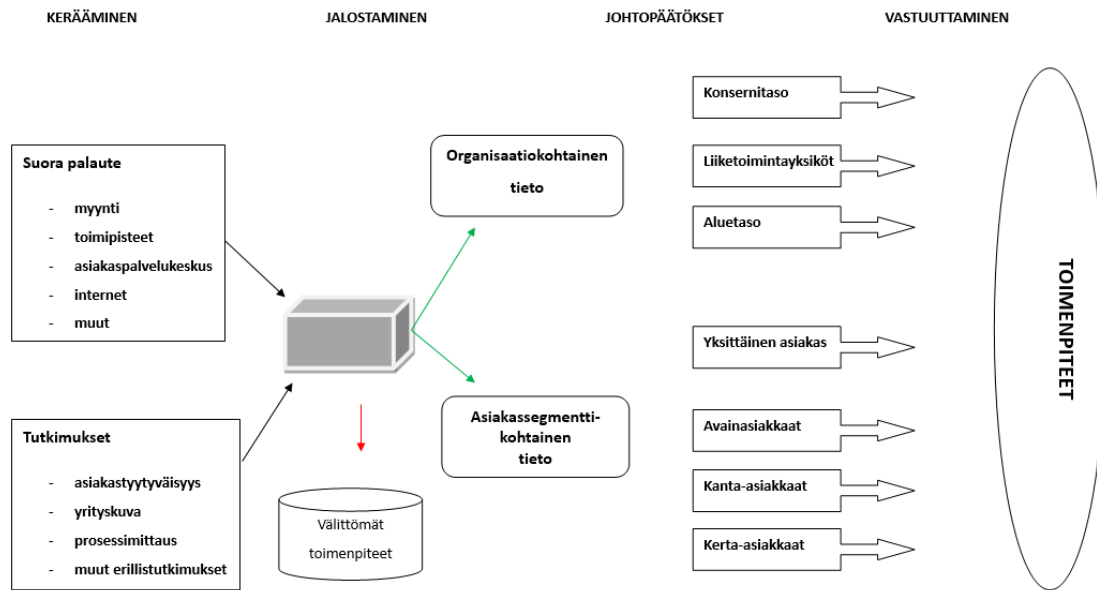 KERÄÄMINEN
JALOSTAMINEN
JOHTOPÄÄTÖKSET
VASTUUTTAMINEN
Suora palaute
- myynti
- toimipisteet
- asiakaspalvelukeskus
- internet
- muut
Tutkimukset
- asiakastyytyväisyys
- yrityskuva
- prosessimittaus
- muut erillistutkimukset
Välittömät
toimenpiteet
Organisaatiokohtainen
tieto
Asiakassegmentti-
kohtainen
tieto
Konsernitaso
Liiketoimintayksiköt
Aluetaso
Yksittäinen asiakas
Avainasiakkaat
Kanta-asiakkaat
Kerta-asiakkaat
TOIMENPITEET